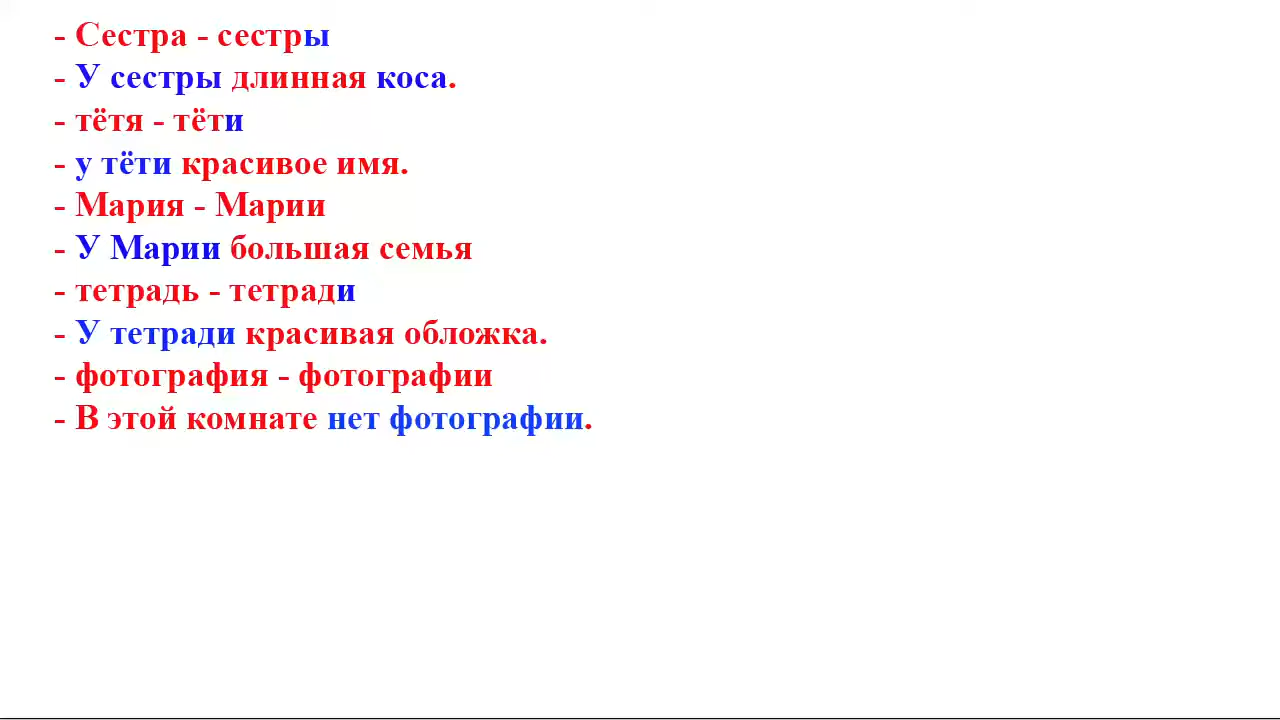 - Сестра - сестры
- У сестры длинная коса.
- тётя - тёти
- у тёти красивое имя.
- Мария - Марии
- У Марии большая семья
- тетрадь - тетради
- У тетради красивая обложка.
- фотография - фотографии
- В этой комнате нет фотографии.